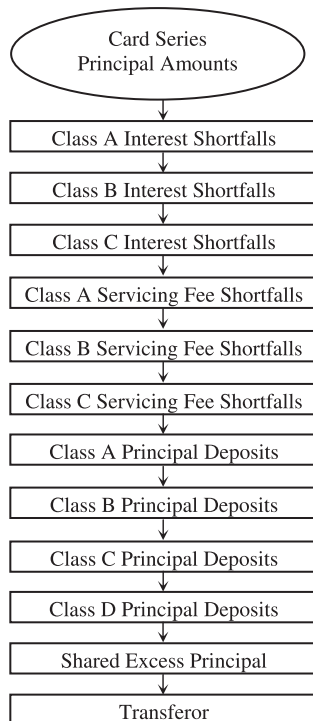 Card Series
Principal Amounts
Class A Interest Shortfalls
Class B Interest Shortfalls
Class C Interest Shortfalls
Class A Servicing Fee Shortfalls
Class B Servicing Fee Shortfalls
Class C Servicing Fee Shortfalls
Class A Principal Deposits
Class B Principal Deposits
Class C Principal Deposits
Class D Principal Deposits
Shared Excess Principal
Transferor